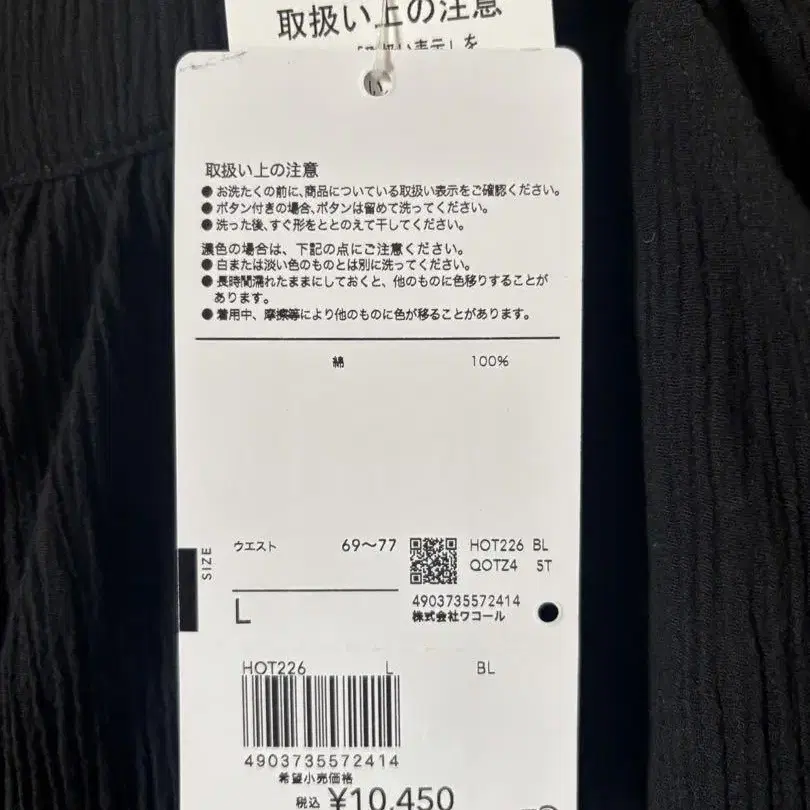 取扱い上の注意
「取扱い表示」を
取扱い上の注意
●お洗たくの前に、商品についている取扱い表示をご確認ください。
●ボタン付きの場合、ボタンは留めて洗ってください。
●洗った後、すぐ形をととのえて干してください。
濃色の場合は、下記の点にご注意ください。
●白または淡い色のものとは別に洗ってください。
●長時間濡れたままにしておくと、他のものに色移りすることが
あります。
●着用中、摩擦等により他のものに色が移ることがあります。
綿 100%
SIZE
ウエスト 69〜77
L
HOT226 BL
QOTZ4 5T
4903735572414
株式会社ワコール
HOT226 L BL
4903735572414
希望小売価格
税込 ¥10,450